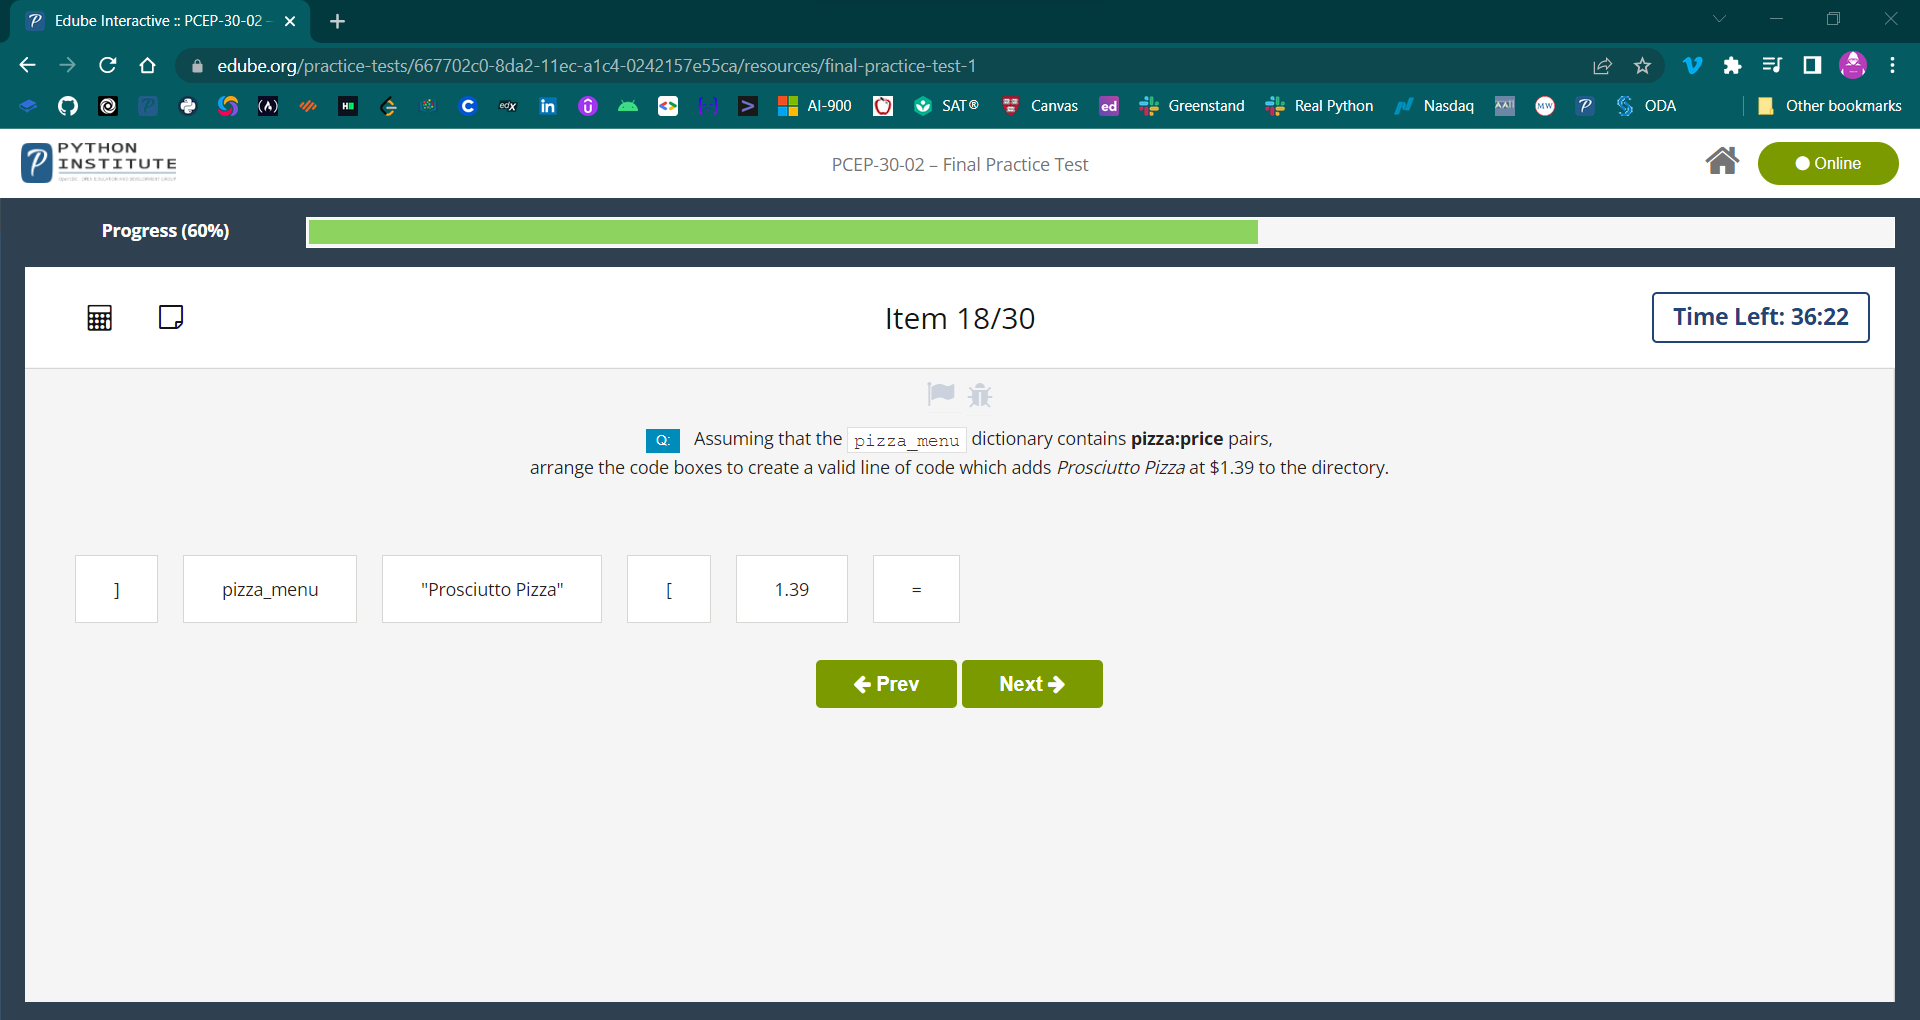 Edube Interactive :: PCEP-30-02 -
edube.org/practice-tests/667702c0-8da2-11ec-a1c4-0242157e55ca/resources/final-practice-test-1
AI-900 SAT® Canvas ed Greenstand Real Python Nasdaq AATI MW ODA Other bookmarks
PYTHON
INSTITUTE
PCEP-30-02 – Final Practice Test
Online
Progress (60%)
Item 18/30
Time Left: 36:22
Q: Assuming that the pizza_menu dictionary contains pizza:price pairs,
arrange the code boxes to create a valid line of code which adds Prosciutto Pizza at $1.39 to the directory.
] pizza_menu "Prosciutto Pizza" [ 1.39 =
Prev Next